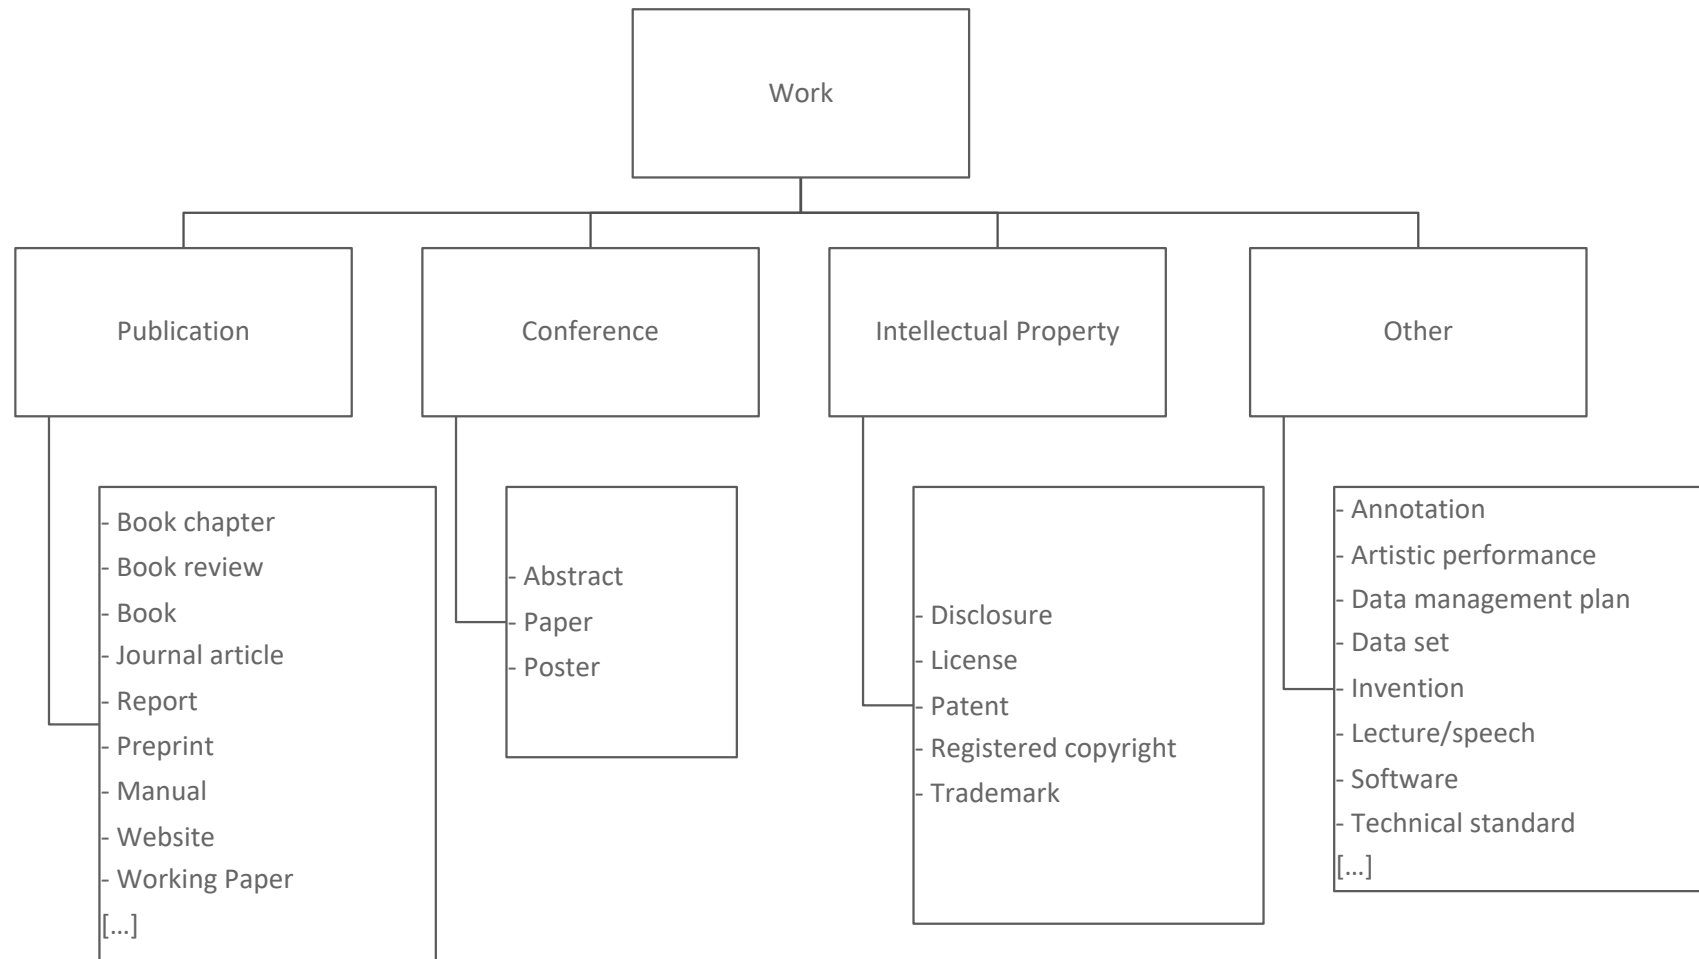 Work
Publication
Conference
Intellectual Property
Other
- Book chapter
- Book review
- Book
- Journal article
- Report
- Preprint
- Manual
- Website
- Working Paper
[...]
- Abstract
- Paper
- Poster
- Disclosure
- License
- Patent
- Registered copyright
- Trademark
- Annotation
- Artistic performance
- Data management plan
- Data set
- Invention
- Lecture/speech
- Software
- Technical standard
[...]